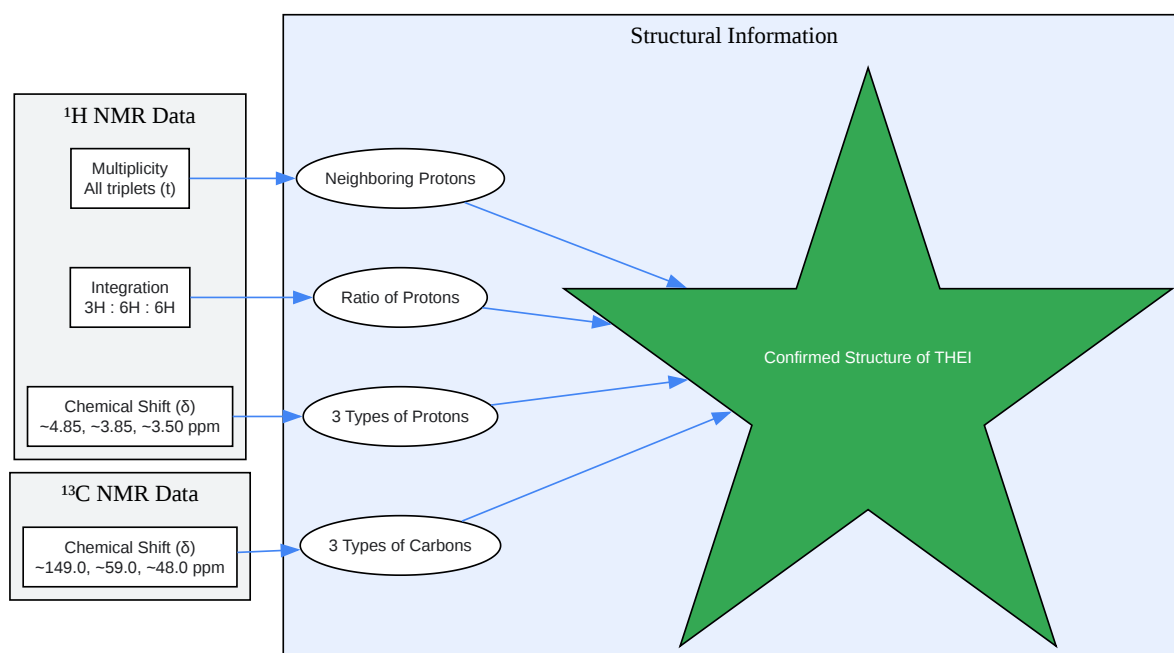 Structural Information
¹H NMR Data
Multiplicity
All triplets (t)
Neighboring Protons
Integration
3H : 6H : 6H
Ratio of Protons
Confirmed Structure of THEI
Chemical Shift (δ)
~4.85, ~3.85, ~3.50 ppm
3 Types of Protons
¹³C NMR Data
Chemical Shift (δ)
~149.0, ~59.0, ~48.0 ppm
3 Types of Carbons